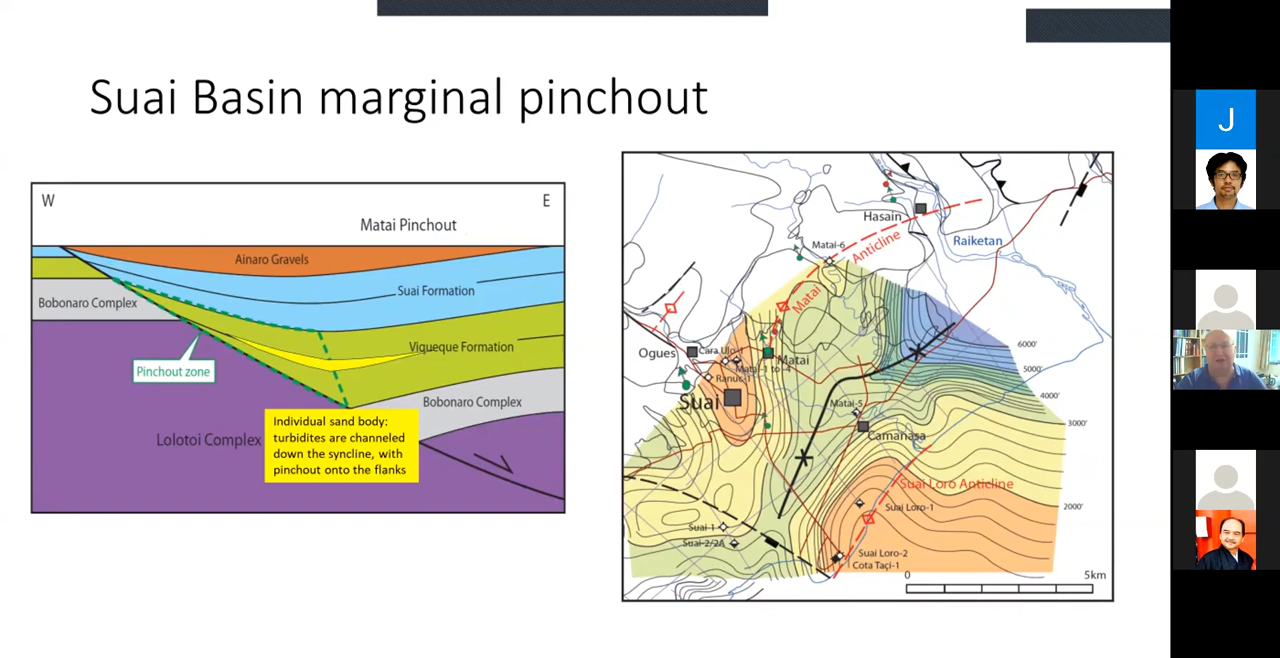 Suai Basin marginal pinchout
W
E
Matai Pinchout
Ainaro Gravels
Suai Formation
Bobonaro Complex
Viqueque Formation
Pinchout zone
Bobonaro Complex
Lolotoi Complex
Individual sand body:
turbidites are channeled
down the syncline, with
pinchout onto the flanks
Hasain
Raiketan
Matai-6
Anticline
Matai
Ogues
Cara Ulo-1
Matai
Matai-1 to -4
Ranuc-1
Suai
Matai-5
Camanasa
6000'
5000'
4000'
3000'
Suai Loro Anticline
Suai Loro-1
2000'
Suai-1
Suai-2/2A
Suai Loro-2
Cota Taçi-1
0
5km
J